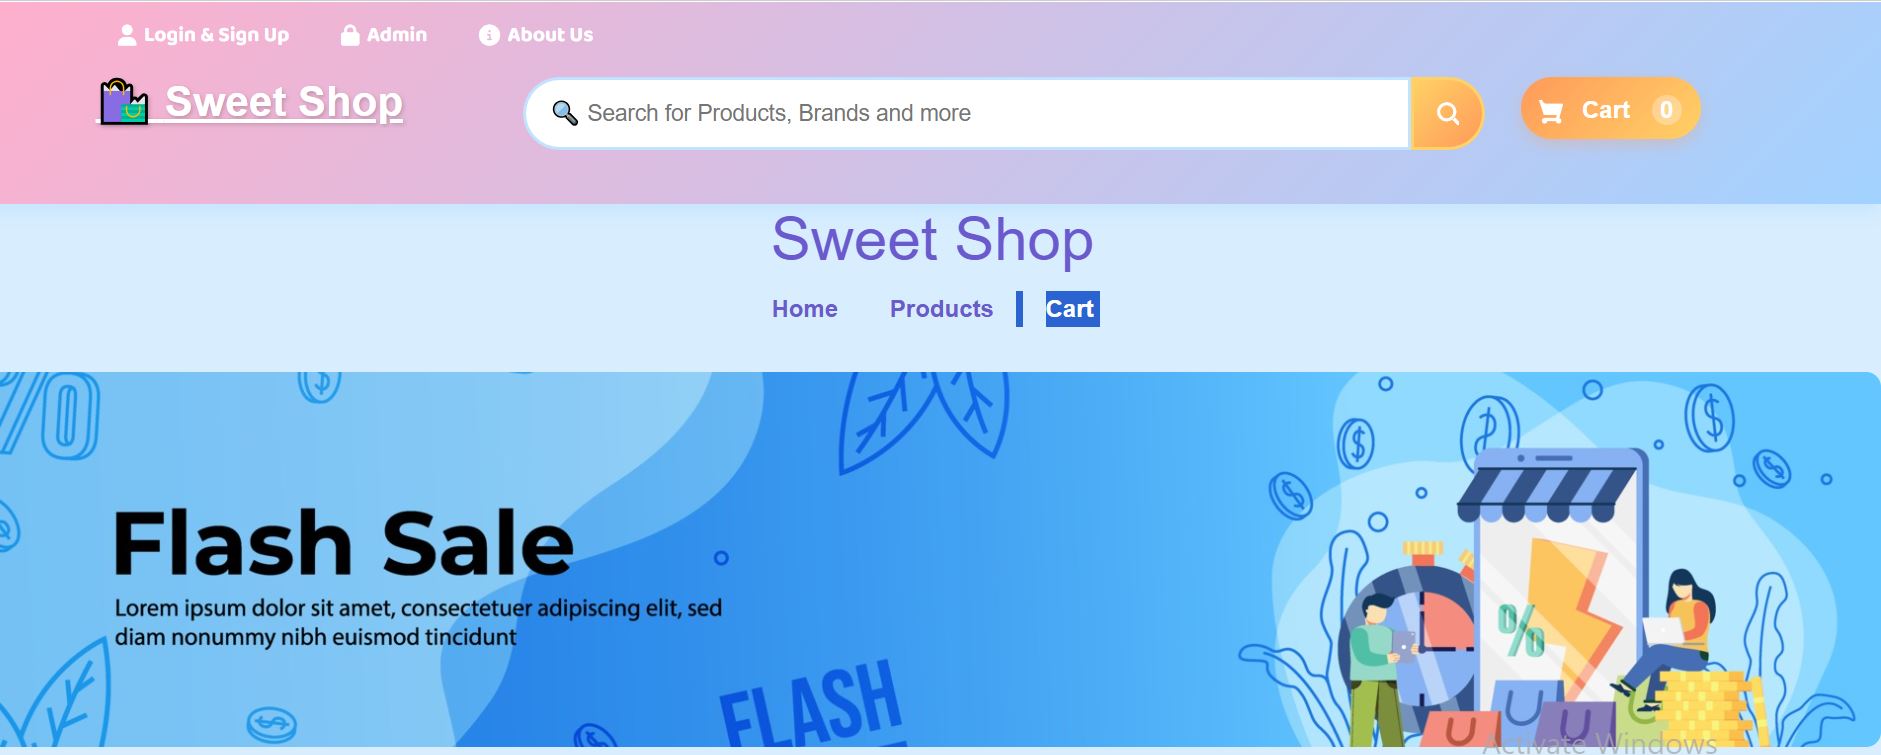 Login & Sign Up Admin About Us
Sweet Shop
Search for Products, Brands and more
Cart 0
Sweet Shop
Home Products Cart
Flash Sale
Lorem ipsum dolor sit amet, consectetuer adipiscing elit, sed
diam nonummy nibh euismod tincidunt
FLASH
%
Activate Windows